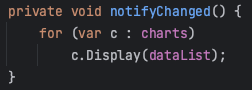 private void notifyChanged() {
    for (var c : charts)
        c.Display(dataList);
}